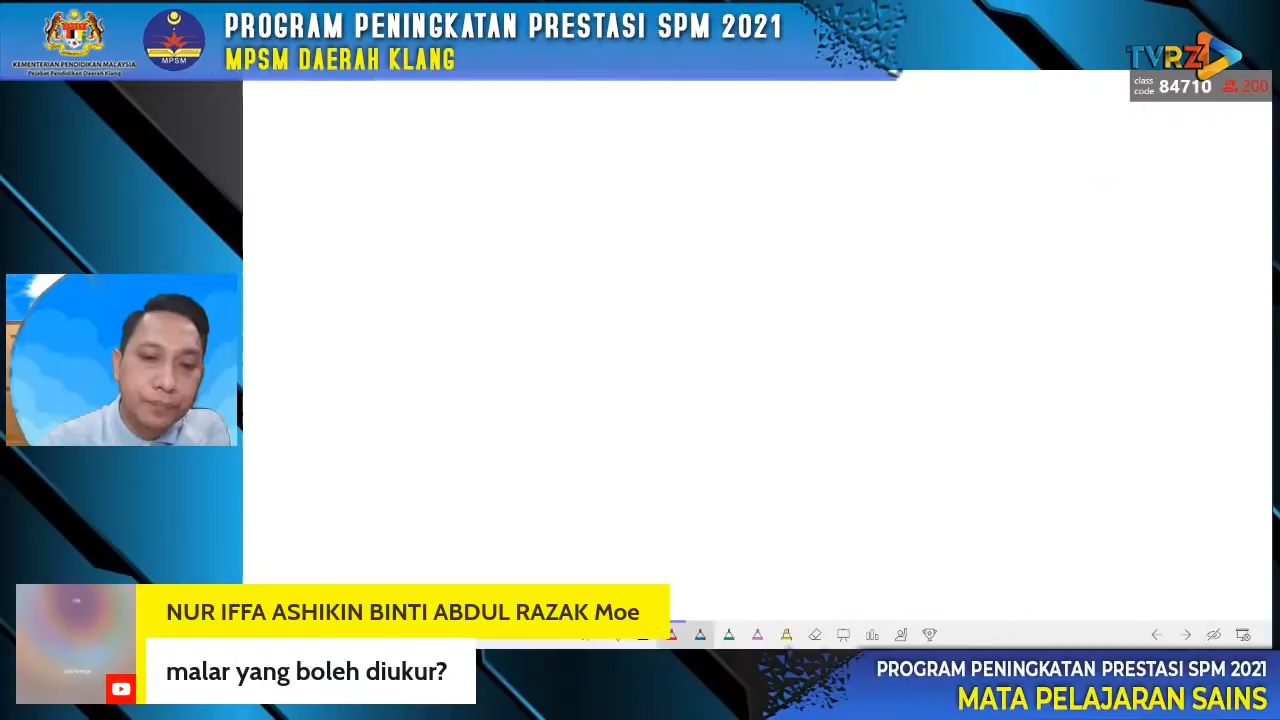 PROGRAM PENINGKATAN PRESTASI SPM 2021
MPSM DAERAH KLANG
KEMENTERIAN PENDIDIKAN MALAYSIA
Pejabat Pendidikan Daerah Klang
MPSM
TVRZ
class code 84710 200
NUR IFFA ASHIKIN BINTI ABDUL RAZAK Moe
malar yang boleh diukur?
PROGRAM PENINGKATAN PRESTASI SPM 2021
MATA PELAJARAN SAINS